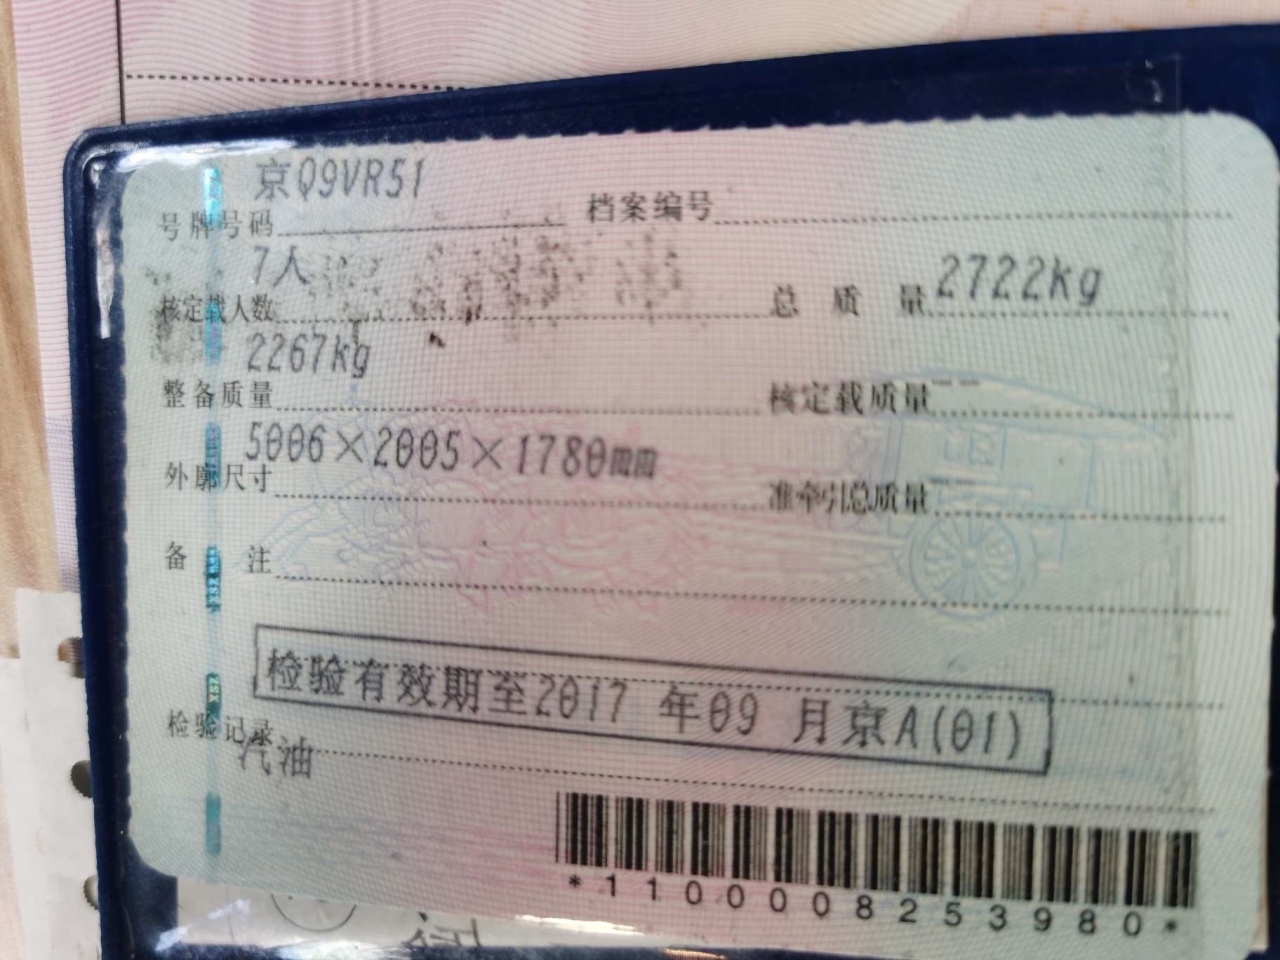 号牌号码 京Q9VR51 档案编号
核定载人数 7人 总质量 2722kg
整备质量 2267kg 核定载质量 --
外廓尺寸 5006×2005×1780mm 准牵引总质量 --
备注
检验有效期至2017年09月京A(01)
检验记录
汽油
*1100008253980*